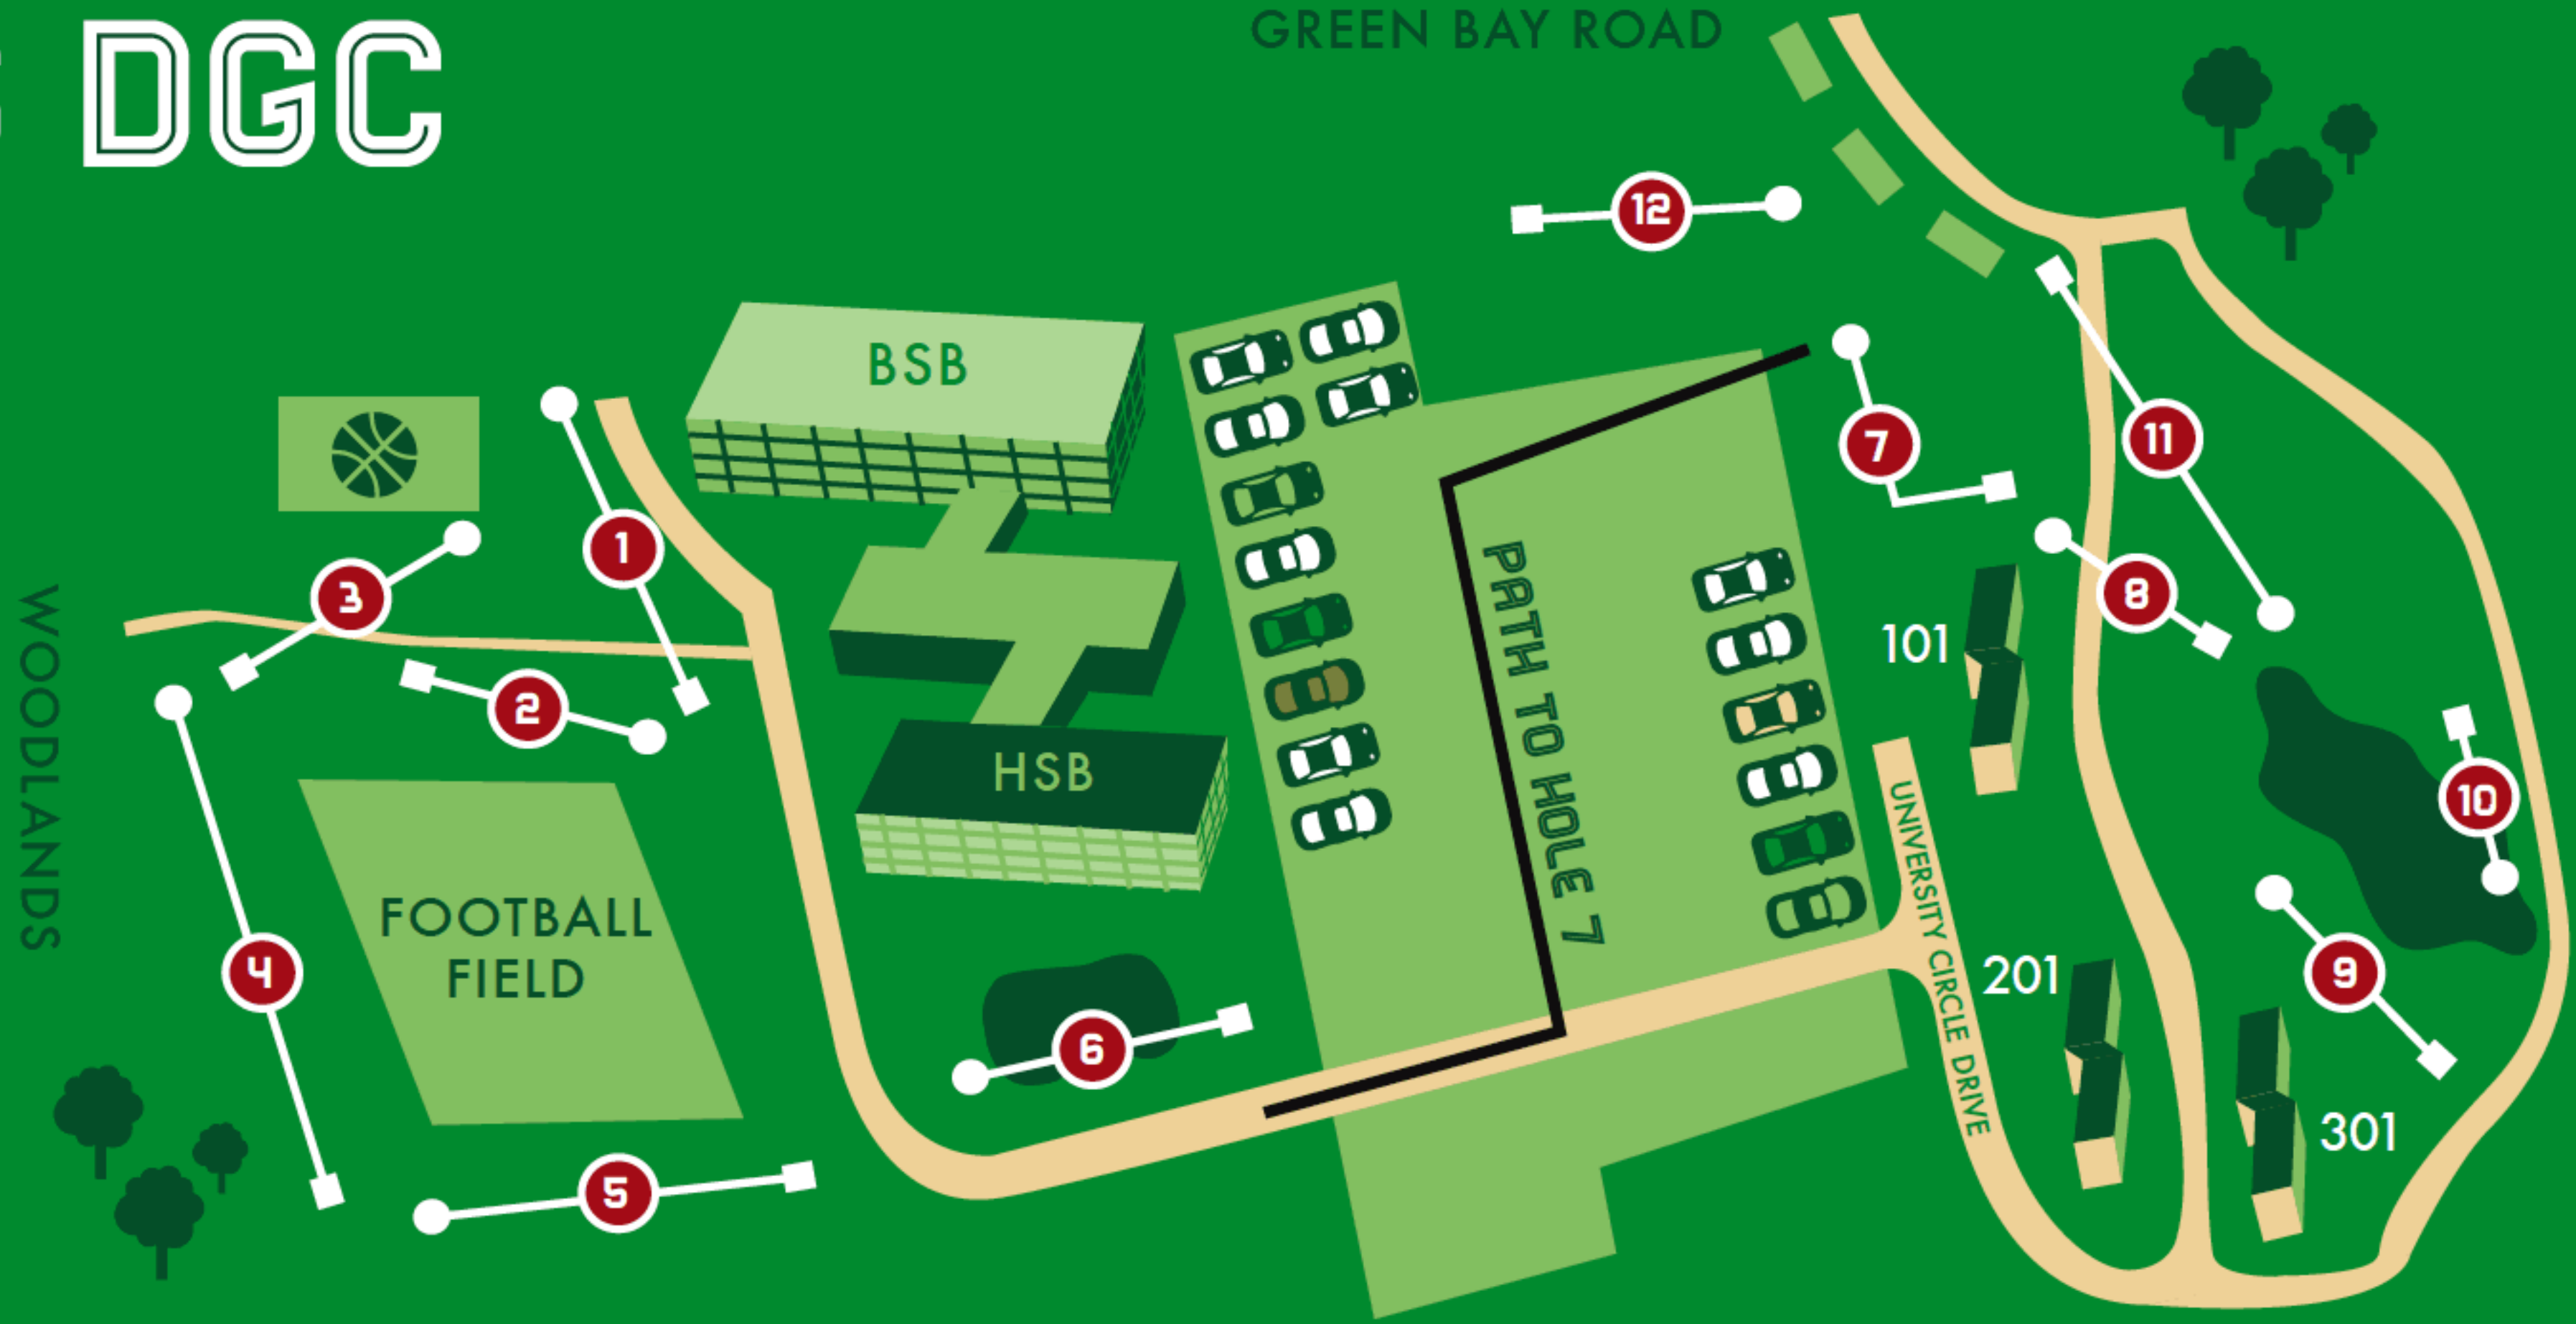 DGC
GREEN BAY ROAD
12
BSB
7
11
1
3
8
101
2
WOODLANDS
PATH TO HOLE 7
HSB
10
UNIVERSITY CIRCLE DRIVE
FOOTBALL
FIELD
4
201
9
6
301
5